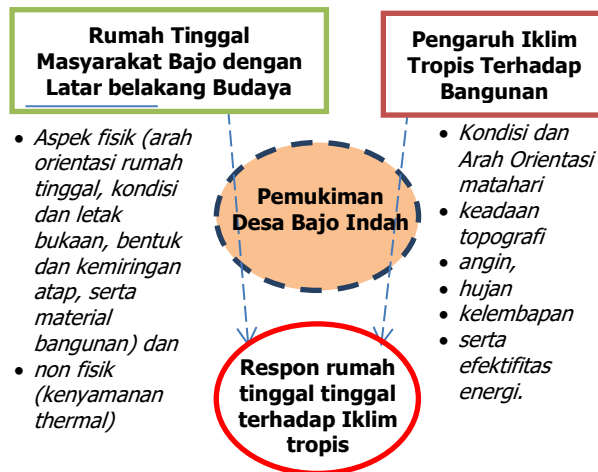 Rumah Tinggal
Masyarakat Bajo dengan
Latar belakang Budaya
Pengaruh Iklim
Tropis Terhadap
Bangunan
• Aspek fisik (arah
orientasi rumah
tinggal, kondisi
dan letak
bukaan, bentuk
dan kemiringan
atap, serta
material
bangunan) dan
• non fisik
(kenyamanan
thermal)
Pemukiman
Desa Bajo Indah
• Kondisi dan
Arah Orientasi
matahari
• keadaan
topografi
• angin,
• hujan
• kelembapan
• serta
efektifitas
energi.
Respon rumah
tinggal tinggal
terhadap Iklim
tropis